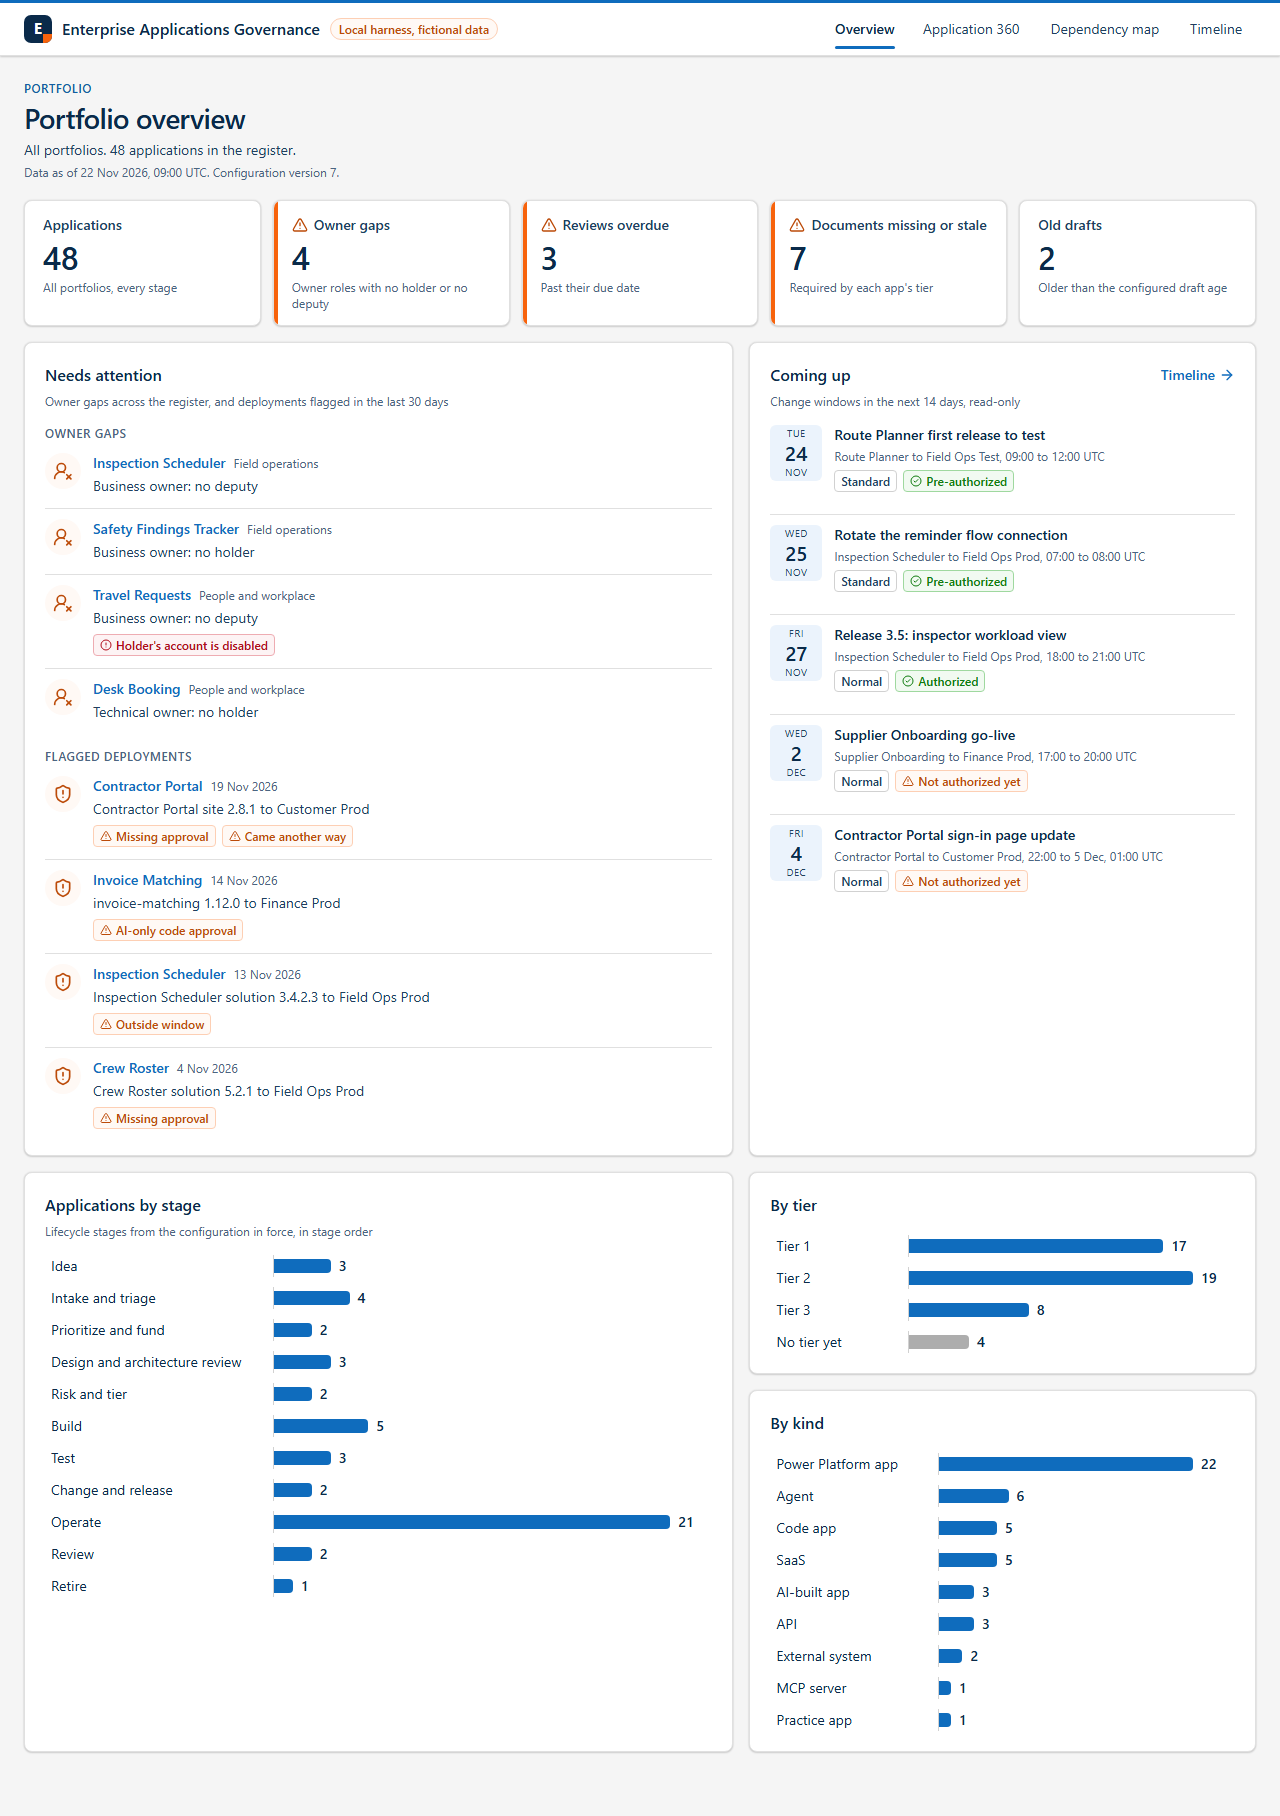 E
Enterprise Applications Governance
Local harness, fictional data
Overview
Application 360
Dependency map
Timeline
PORTFOLIO
Portfolio overview
All portfolios. 48 applications in the register.
Data as of 22 Nov 2026, 09:00 UTC. Configuration version 7.
Applications
48
All portfolios, every stage
Owner gaps
4
Owner roles with no holder or no
deputy
Reviews overdue
3
Past their due date
Documents missing or stale
7
Required by each app's tier
Old drafts
2
Older than the configured draft age
Needs attention
Owner gaps across the register, and deployments flagged in the last 30 days
OWNER GAPS
Inspection Scheduler Field operations
Business owner: no deputy
Safety Findings Tracker Field operations
Business owner: no holder
Travel Requests People and workplace
Business owner: no deputy
Holder's account is disabled
Desk Booking People and workplace
Technical owner: no holder
FLAGGED DEPLOYMENTS
Contractor Portal 19 Nov 2026
Contractor Portal site 2.8.1 to Customer Prod
Missing approval Came another way
Invoice Matching 14 Nov 2026
invoice-matching 1.12.0 to Finance Prod
AI-only code approval
Inspection Scheduler 13 Nov 2026
Inspection Scheduler solution 3.4.2.3 to Field Ops Prod
Outside window
Crew Roster 4 Nov 2026
Crew Roster solution 5.2.1 to Field Ops Prod
Missing approval
Coming up
Timeline
Change windows in the next 14 days, read-only
TUE
24
NOV
Route Planner first release to test
Route Planner to Field Ops Test, 09:00 to 12:00 UTC
Standard Pre-authorized
WED
25
NOV
Rotate the reminder flow connection
Inspection Scheduler to Field Ops Prod, 07:00 to 08:00 UTC
Standard Pre-authorized
FRI
27
NOV
Release 3.5: inspector workload view
Inspection Scheduler to Field Ops Prod, 18:00 to 21:00 UTC
Normal Authorized
WED
2
DEC
Supplier Onboarding go-live
Supplier Onboarding to Finance Prod, 17:00 to 20:00 UTC
Normal Not authorized yet
FRI
4
DEC
Contractor Portal sign-in page update
Contractor Portal to Customer Prod, 22:00 to 5 Dec, 01:00 UTC
Normal Not authorized yet
Applications by stage
Lifecycle stages from the configuration in force, in stage order
Idea 3
Intake and triage 4
Prioritize and fund 2
Design and architecture review 3
Risk and tier 2
Build 5
Test 3
Change and release 2
Operate 21
Review 2
Retire 1
By tier
Tier 1 17
Tier 2 19
Tier 3 8
No tier yet 4
By kind
Power Platform app 22
Agent 6
Code app 5
SaaS 5
AI-built app 3
API 3
External system 2
MCP server 1
Practice app 1